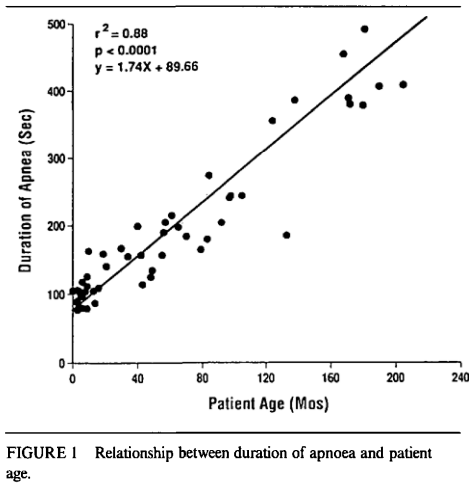 r² = 0.88
p < 0.0001
y = 1.74X + 89.66
500
400
300
200
100
0
Duration of Apnea (Sec)
0 40 80 120 160 200 240
Patient Age (Mos)
FIGURE 1 Relationship between duration of apnoea and patient
age.